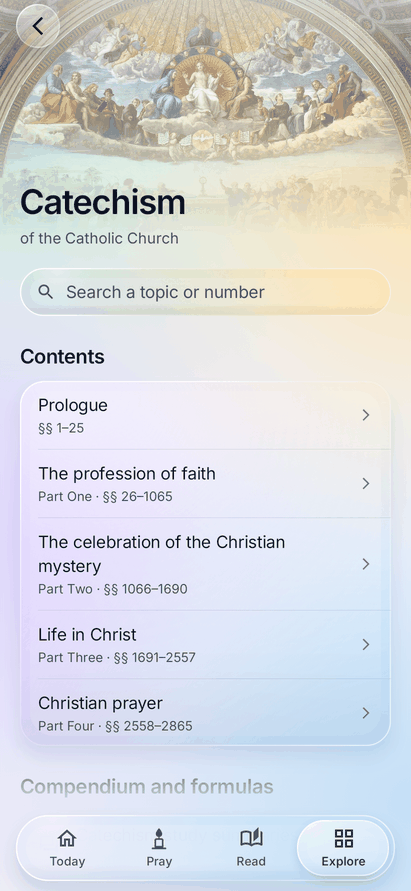 Catechism
of the Catholic Church
Search a topic or number
Contents
Prologue
§§ 1–25
The profession of faith
Part One · §§ 26–1065
The celebration of the Christian
mystery
Part Two · §§ 1066–1690
Life in Christ
Part Three · §§ 1691–2557
Christian prayer
Part Four · §§ 2558–2865
Compendium and formulas
Today
Pray
Read
Explore